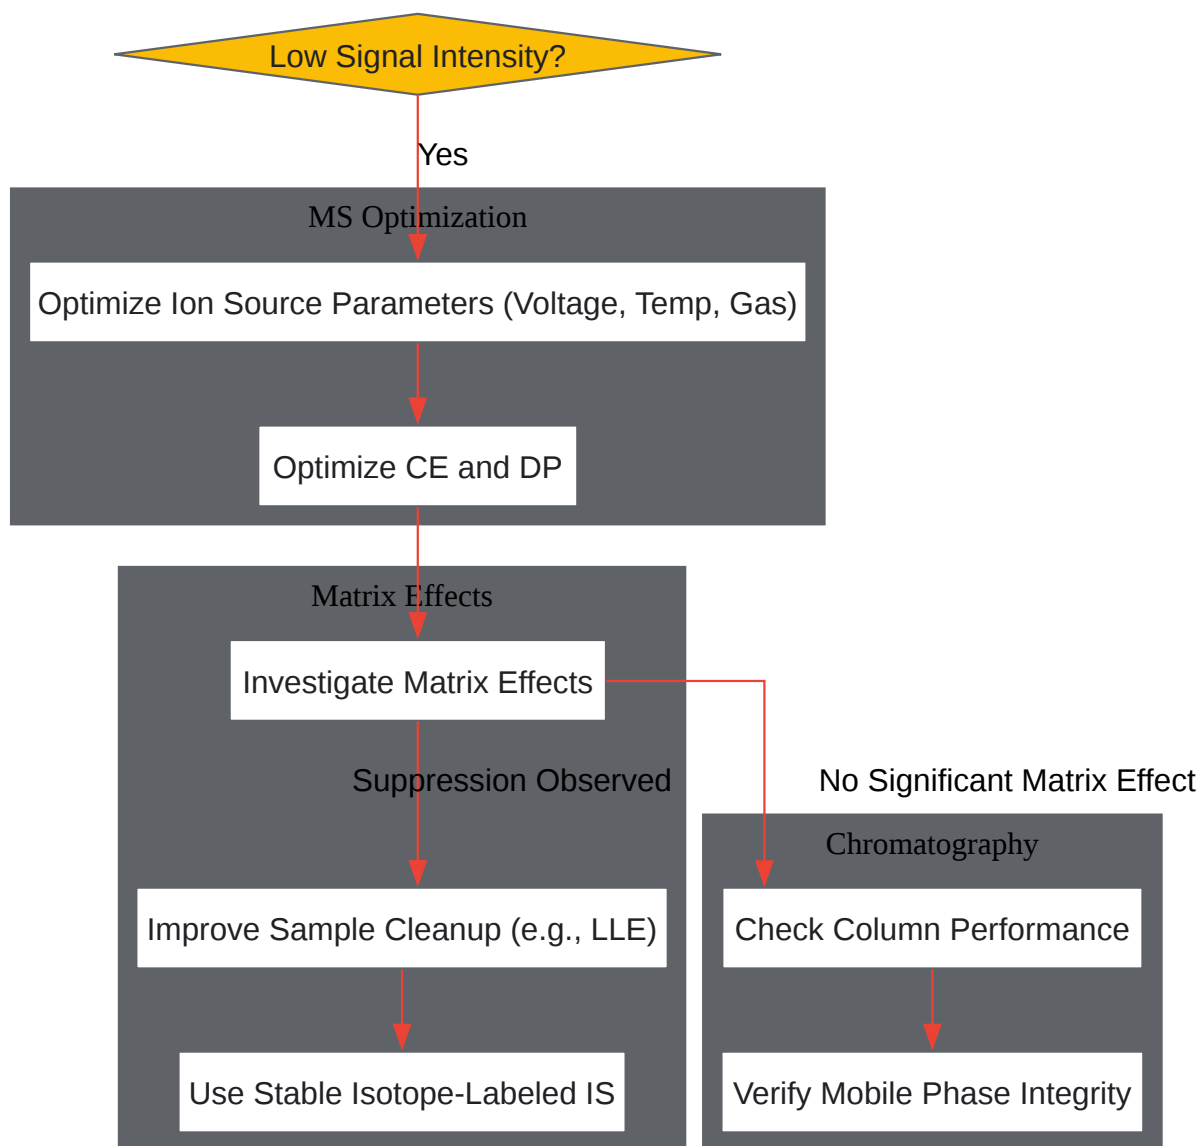 Low Signal Intensity?
Yes
MS Optimization
Optimize Ion Source Parameters (Voltage, Temp, Gas)
Optimize CE and DP
Matrix Effects
Investigate Matrix Effects
Suppression Observed
No Significant Matrix Effect
Chromatography
Improve Sample Cleanup (e.g., LLE)
Check Column Performance
Use Stable Isotope-Labeled IS
Verify Mobile Phase Integrity